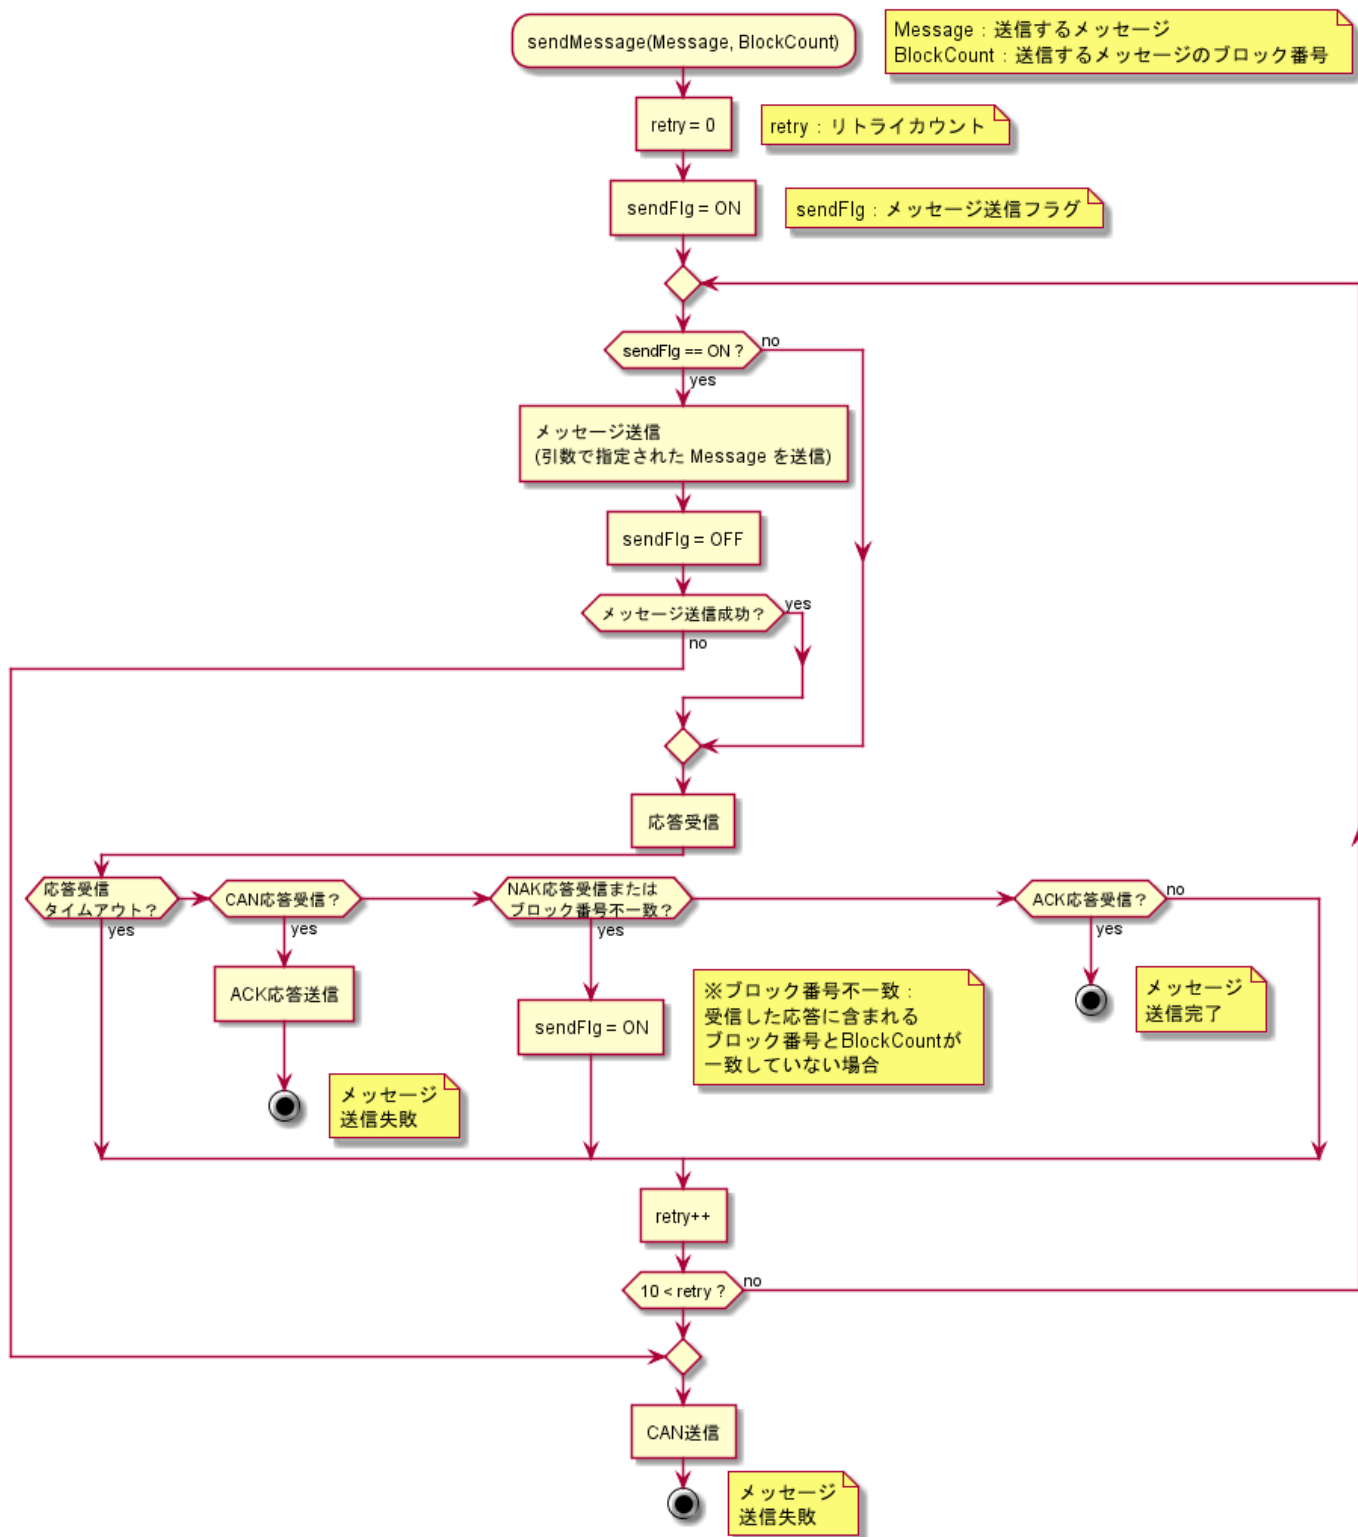 sendMessage(Message, BlockCount)
Message：送信するメッセージ
BlockCount：送信するメッセージのブロック番号
retry = 0
retry：リトライカウント
sendFlg = ON
sendFlg：メッセージ送信フラグ
sendFlg == ON ?
no
yes
メッセージ送信
(引数で指定された Message を送信)
sendFlg = OFF
メッセージ送信成功？
yes
no
応答受信
応答受信
タイムアウト？
yes
CAN応答受信？
yes
NAK応答受信または
ブロック番号不一致？
yes
ACK応答受信？
no
yes
ACK応答送信
メッセージ
送信失敗
sendFlg = ON
※ブロック番号不一致：
受信した応答に含まれる
ブロック番号とBlockCountが
一致していない場合
メッセージ
送信完了
retry++
10 < retry ?
no
CAN送信
メッセージ
送信失敗